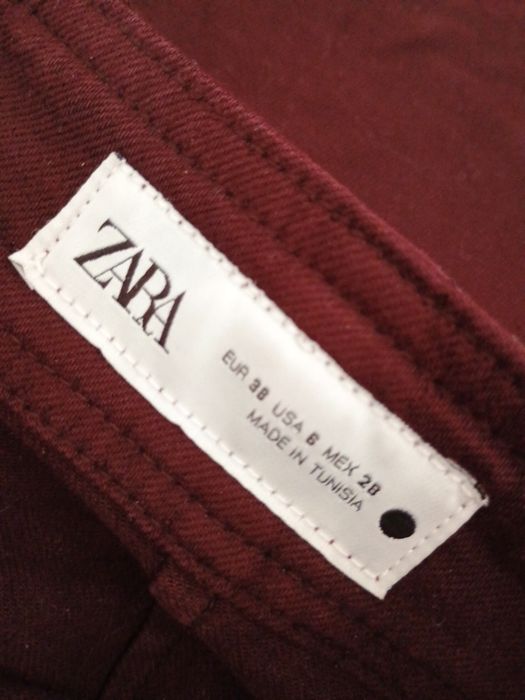 ZARA
EUR 38 USA 6 MEX 28
MADE IN TUNISIA